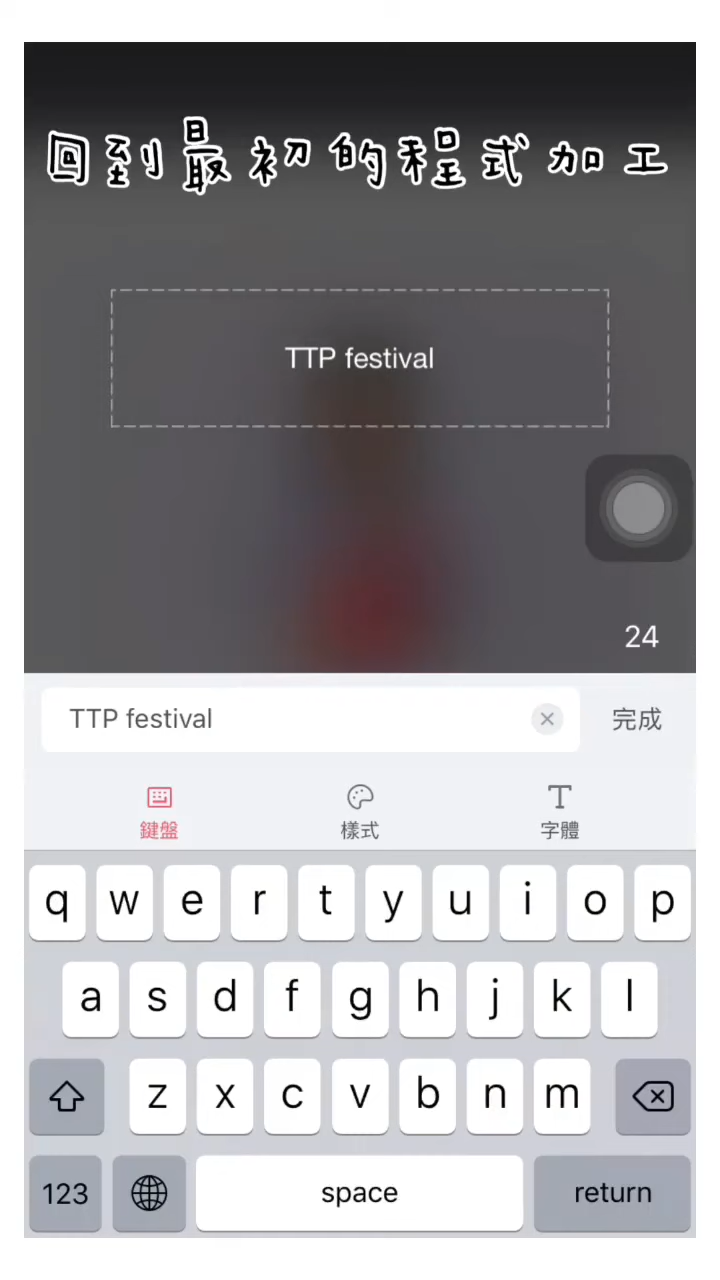 回到最初的程式加工
TTP festival
24
TTP festival
完成
鍵盤 樣式 字體
q w e r t y u i o p
a s d f g h j k l
z x c v b n m
123 space return